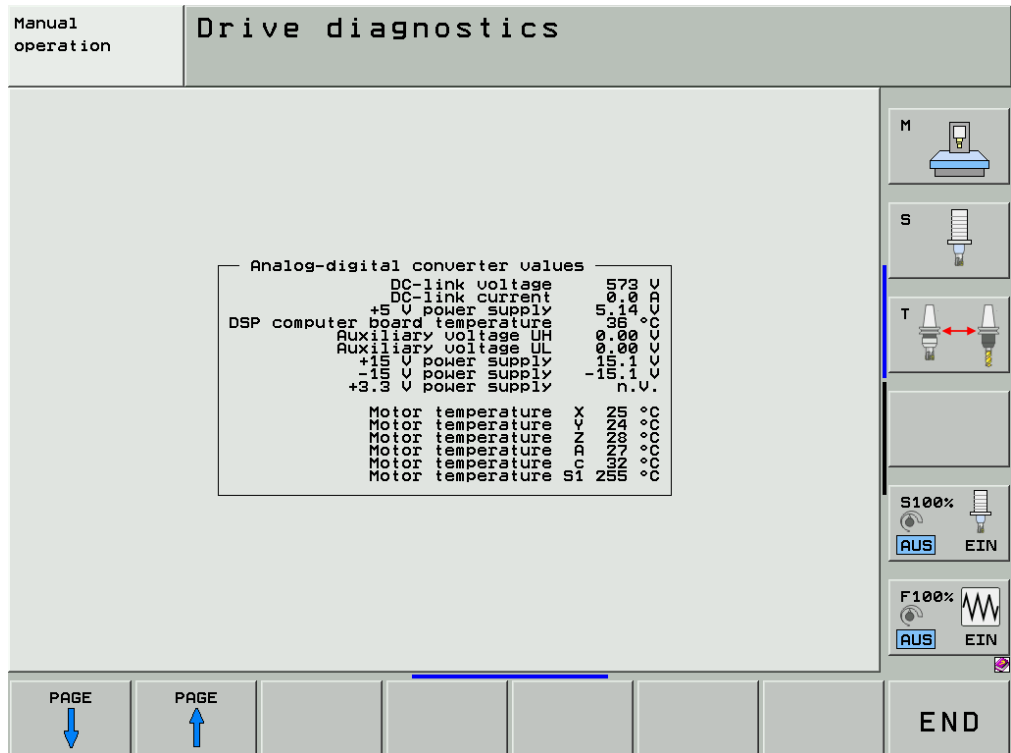 Manual
operation
Drive diagnostics
Analog-digital converter values
DC-link voltage 573 V
DC-link current 0.0 A
+5 V power supply 5.14 V
DSP computer board temperature 36 °C
Auxiliary voltage UH 0.00 V
Auxiliary voltage UL 0.00 V
+15 V power supply 15.1 V
-15 V power supply -15.1 V
+3.3 V power supply n.V.
Motor temperature X 25 °C
Motor temperature Y 24 °C
Motor temperature Z 28 °C
Motor temperature A 27 °C
Motor temperature c 32 °C
Motor temperature S1 255 °C
M
S
T
S100%
AUS EIN
F100%
AUS EIN
PAGE PAGE END